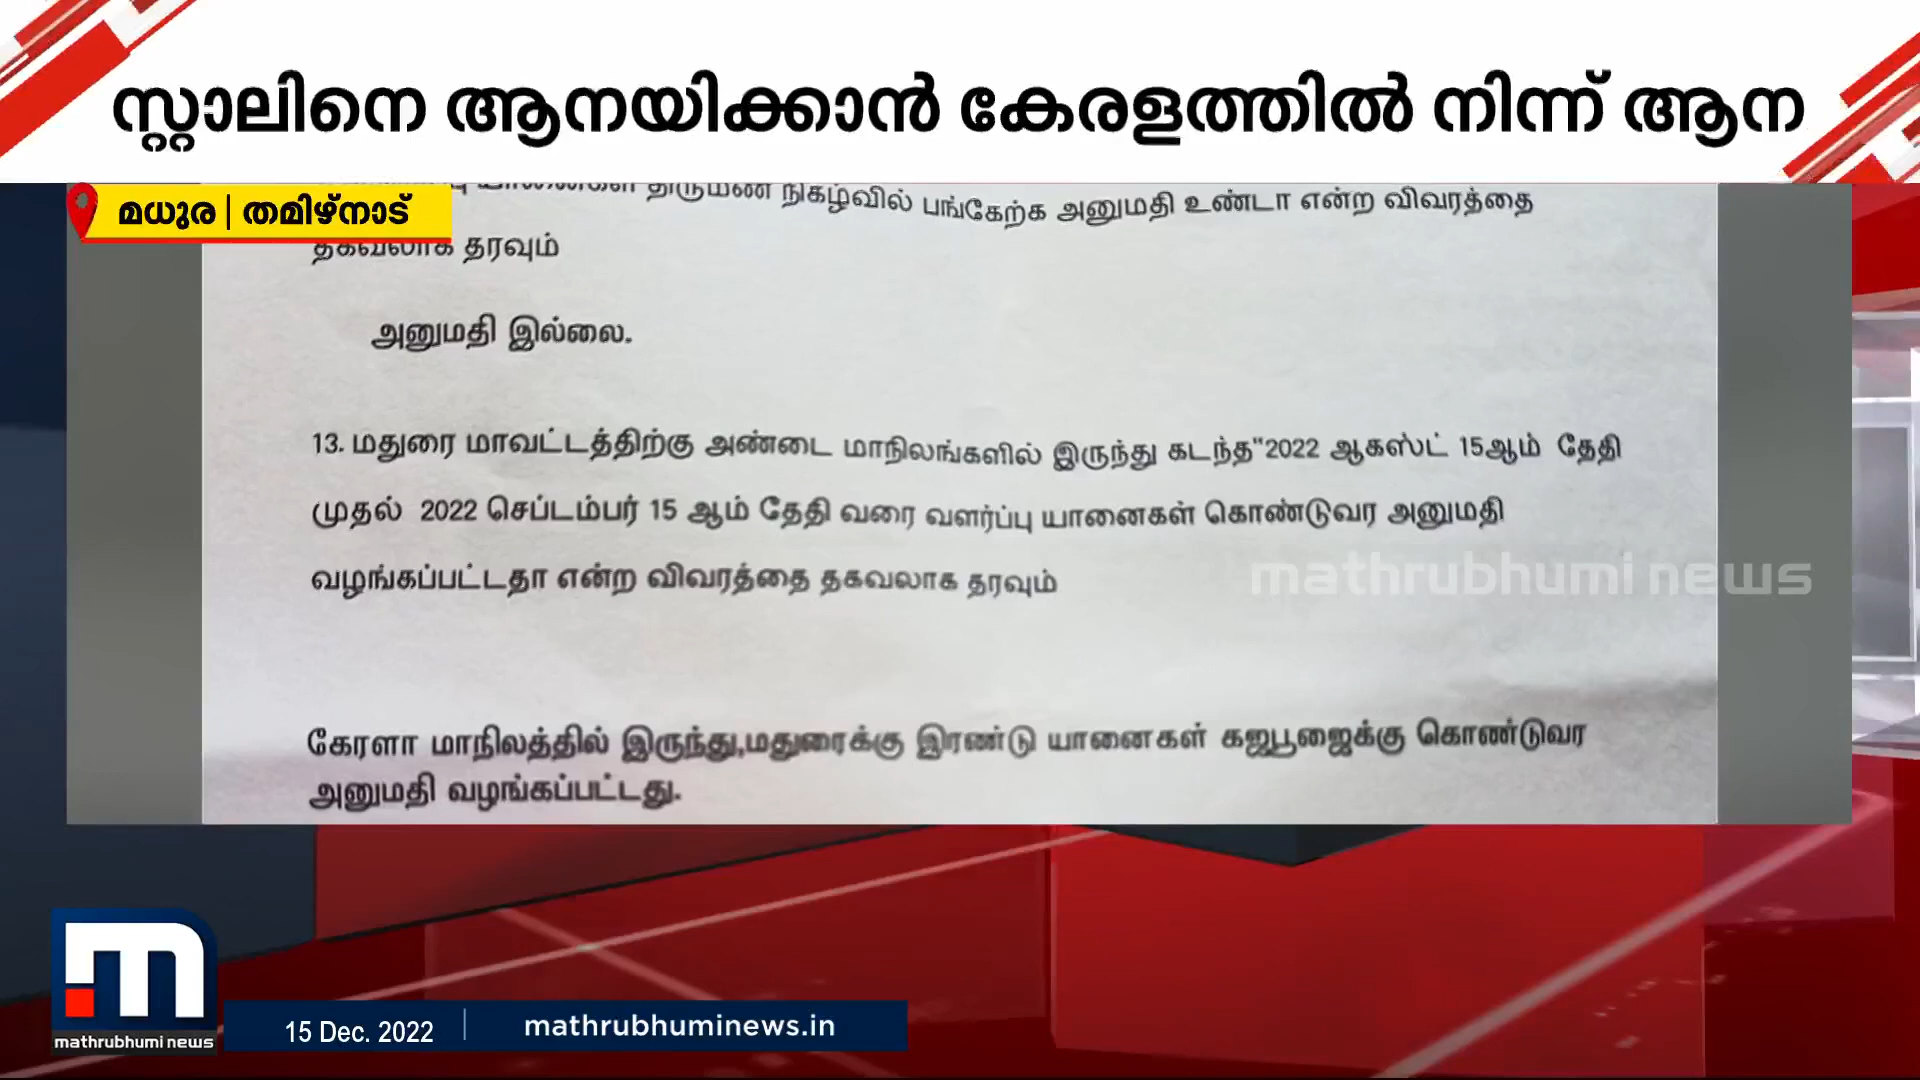 സ്റ്റാലിനെ ആനയിക്കാൻ കേരളത്തിൽ നിന്ന് ആന
മധുര | തമിഴ്നാട്
திருமண நிகழ்வில் பங்கேற்க அனுமதி உண்டா என்ற விவரத்தை
தகவலாக தரவும்
அனுமதி இல்லை.
13. மதுரை மாவட்டத்திற்கு அண்டை மாநிலங்களில் இருந்து கடந்த"2022 ஆகஸ்ட் 15ஆம் தேதி
முதல் 2022 செப்டம்பர் 15 ஆம் தேதி வரை வளர்ப்பு யானைகள் கொண்டுவர அனுமதி
வழங்கப்பட்டதா என்ற விவரத்தை தகவலாக தரவும்
mathrubhumi news
கேரளா மாநிலத்தில் இருந்து,மதுரைக்கு இரண்டு யானைகள் கஜபூஜைக்கு கொண்டுவர
அனுமதி வழங்கப்பட்டது.
mathrubhumi news
15 Dec. 2022
mathrubhuminews.in